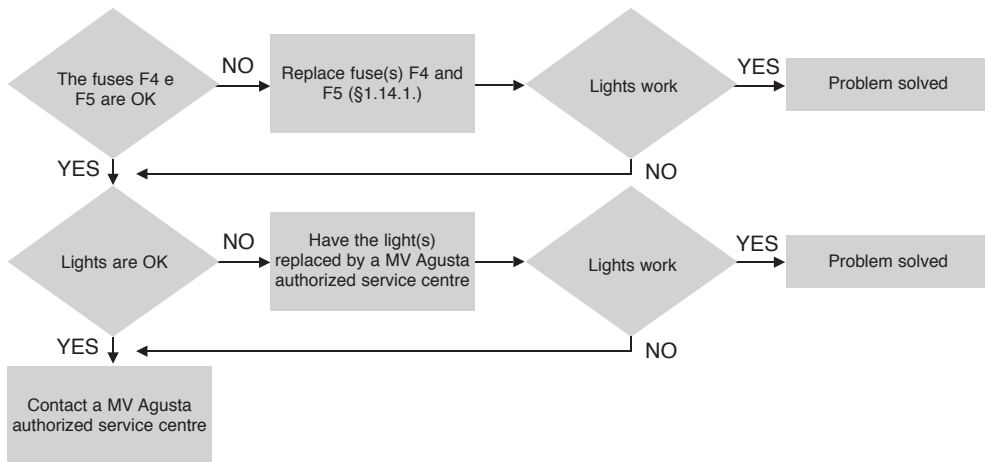 The fuses F4 e
F5 are OK
NO
Replace fuse(s) F4 and
F5 (§1.14.1.)
Lights work
YES
Problem solved
YES
NO
Lights are OK
NO
Have the light(s)
replaced by a MV Agusta
authorized service centre
Lights work
YES
Problem solved
YES
NO
Contact a MV Agusta
authorized service centre